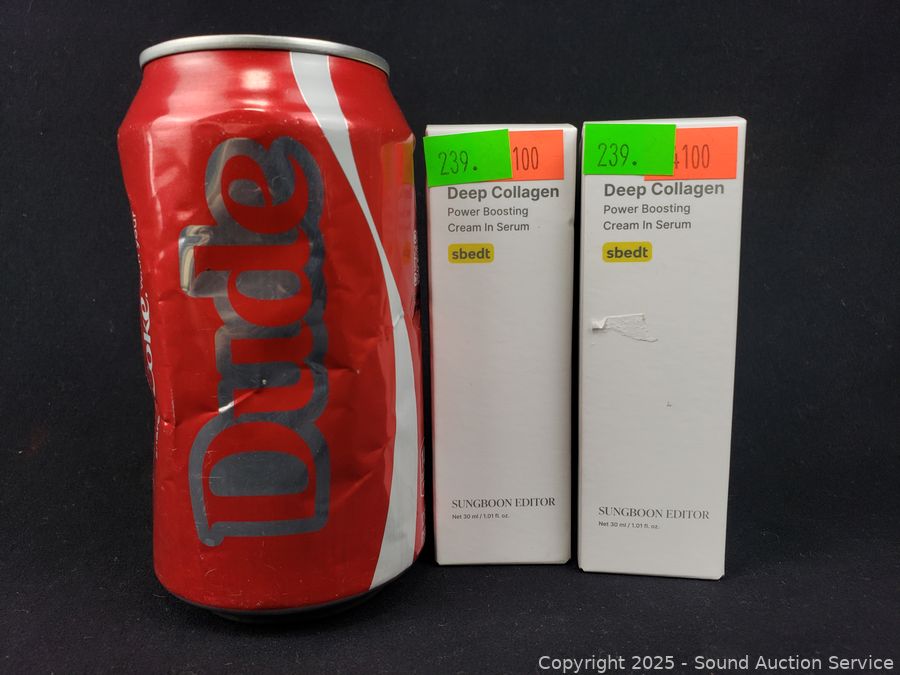 Dude
oke.
239.
100
Deep Collagen
Power Boosting
Cream In Serum
sbedt
SUNGBOON EDITOR
Net 30 ml / 1.01 fl. oz.
239.
4100
Deep Collagen
Power Boosting
Cream In Serum
sbedt
SUNGBOON EDITOR
Net 30 ml / 1.01 fl. oz.
Copyright © 2025 - Sound Auction Service